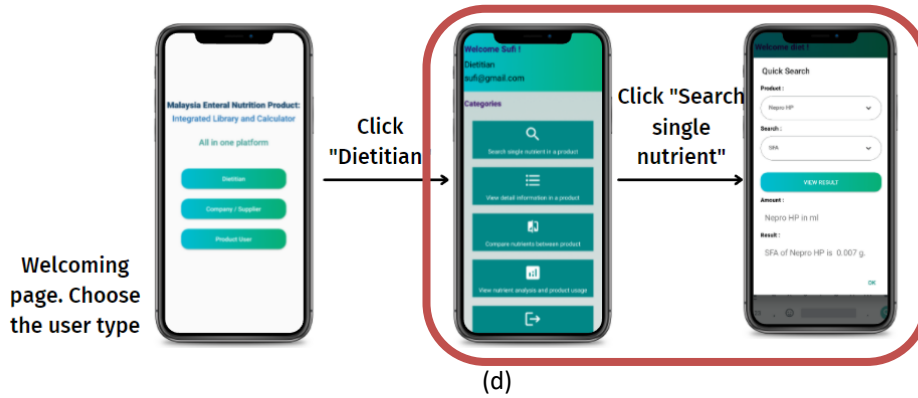 Welcoming
page. Choose
the user type
Malaysia Enteral Nutrition Product:
Integrated Library and Calculator
All in one platform
Dietitian
Company / Supplier
Product User
Click
"Dietitian"
Welcome Sufi !
Dietitian
sufi@gmail.com
Categories
Search single nutrient in a product
View detail information in a product
Compare nutrients between product
View nutrient analysis and product usage
Click "Search
single
nutrient"
Welcome diet !
Quick Search
Product :
Nepro HP
Search :
SFA
VIEW RESULT
Amount :
Nepro HP in ml
Result :
SFA of Nepro HP is 0.007 g.
OK
(d)